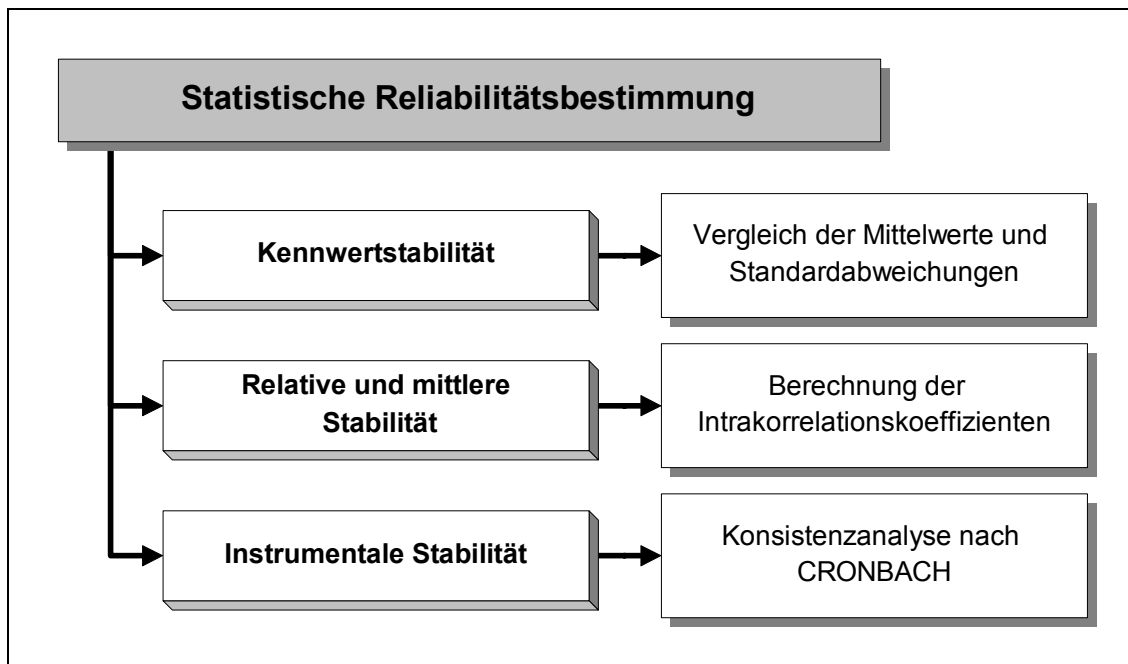 Statistische Reliabilitätsbestimmung
Kennwertstabilität
Vergleich der Mittelwerte und
Standardabweichungen
Relative und mittlere
Stabilität
Berechnung der
Intrakorrelationskoeffizienten
Instrumentale Stabilität
Konsistenzanalyse nach
CRONBACH